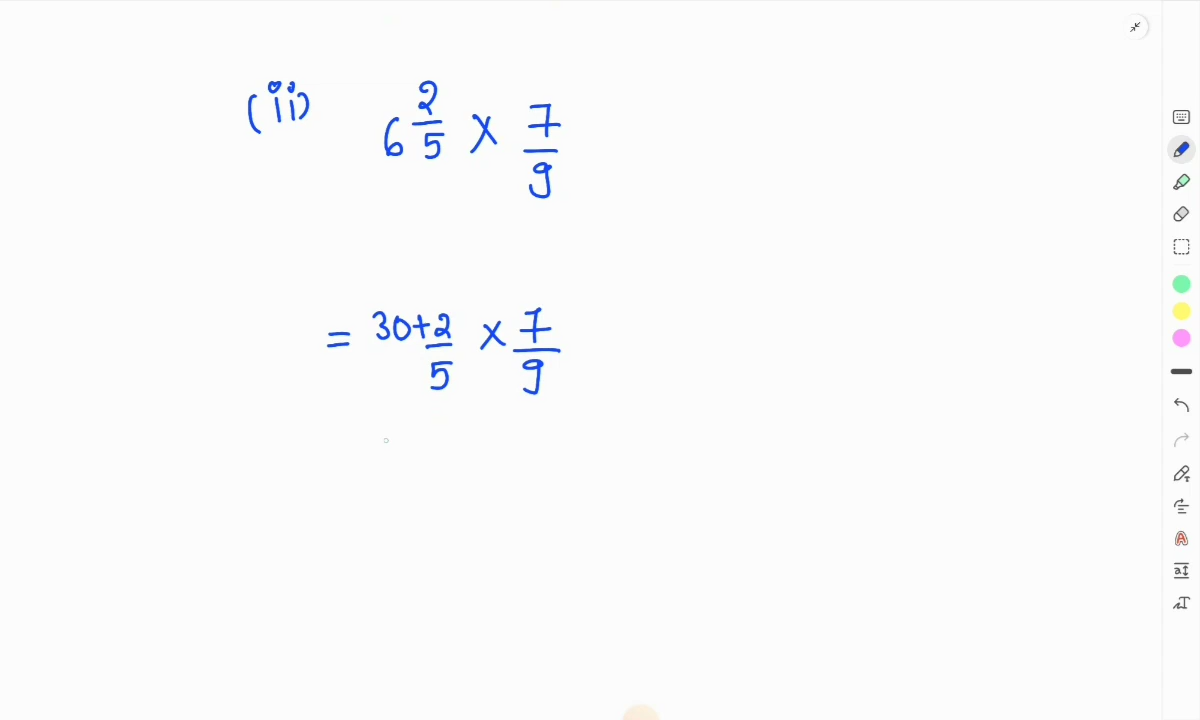 (ii) 6 2/5 × 7/9
= 30+2/5 × 7/9